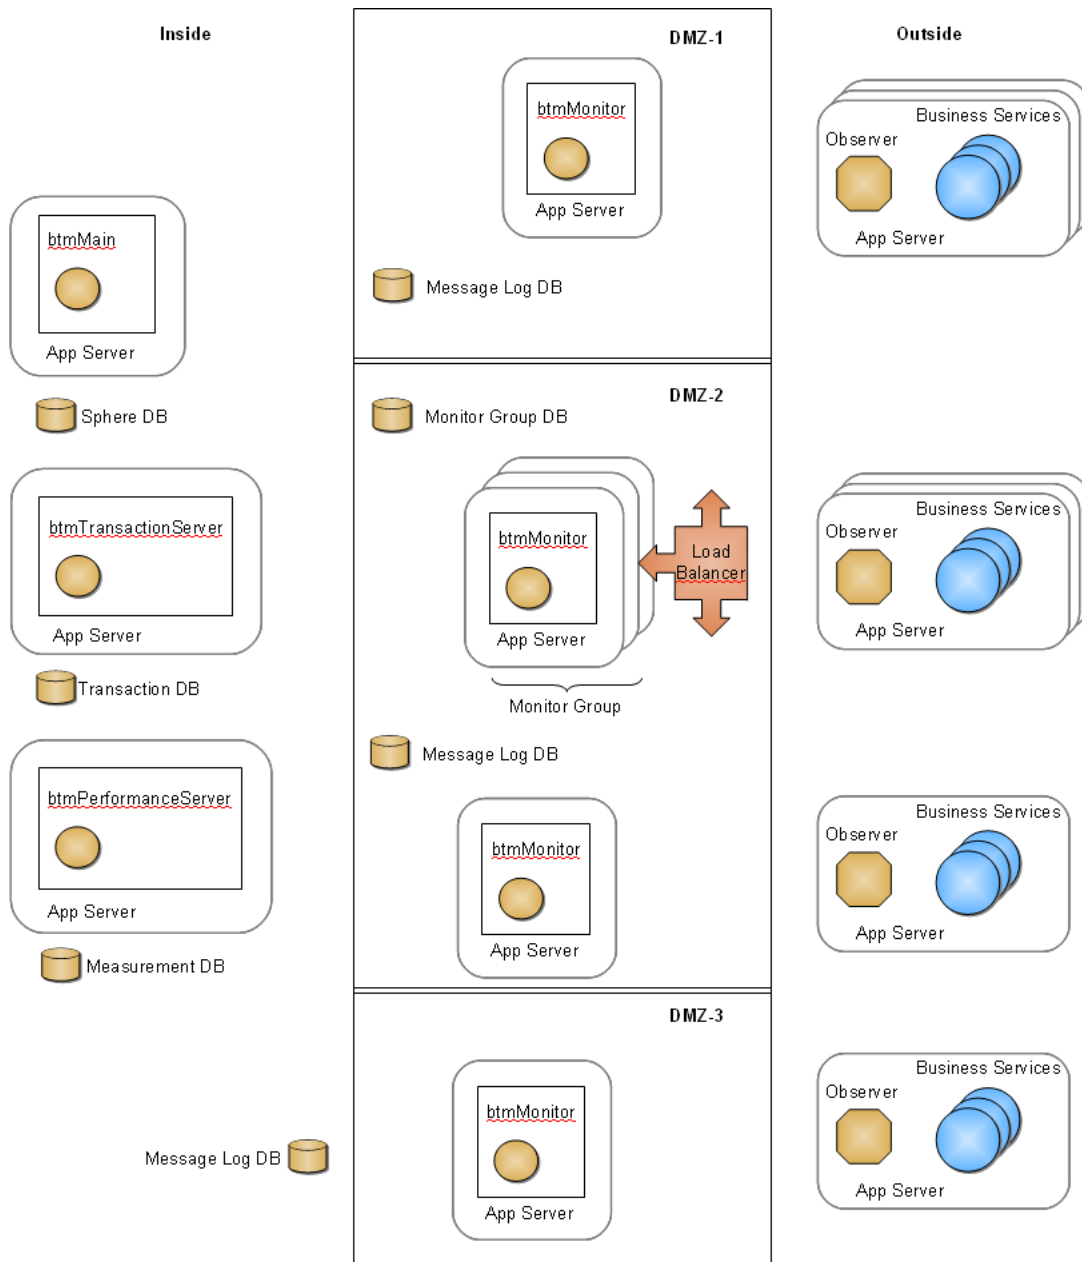 Inside
btmMain
App Server
Sphere DB
btmTransactionServer
App Server
Transaction DB
btmPerformanceServer
App Server
Measurement DB
Message Log DB
DMZ-1
btmMonitor
App Server
Message Log DB
DMZ-2
Monitor Group DB
btmMonitor
App Server
Load
Balancer
Monitor Group
Message Log DB
btmMonitor
App Server
DMZ-3
btmMonitor
App Server
Outside
Business Services
Observer
App Server
Business Services
Observer
App Server
Business Services
Observer
App Server
Business Services
Observer
App Server